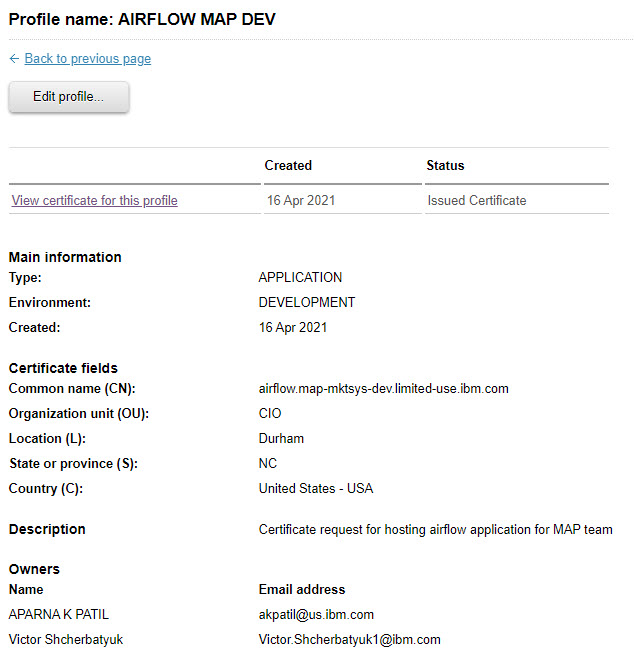 Profile name: AIRFLOW MAP DEV
← Back to previous page
Edit profile...
Created Status
View certificate for this profile 16 Apr 2021 Issued Certificate
Main information
Type: APPLICATION
Environment: DEVELOPMENT
Created: 16 Apr 2021
Certificate fields
Common name (CN): airflow.map-mktsys-dev.limited-use.ibm.com
Organization unit (OU): CIO
Location (L): Durham
State or province (S): NC
Country (C): United States - USA
Description Certificate request for hosting airflow application for MAP team
Owners
Name Email address
APARNA K PATIL akpatil@us.ibm.com
Victor Shcherbatyuk Victor.Shcherbatyuk1@ibm.com